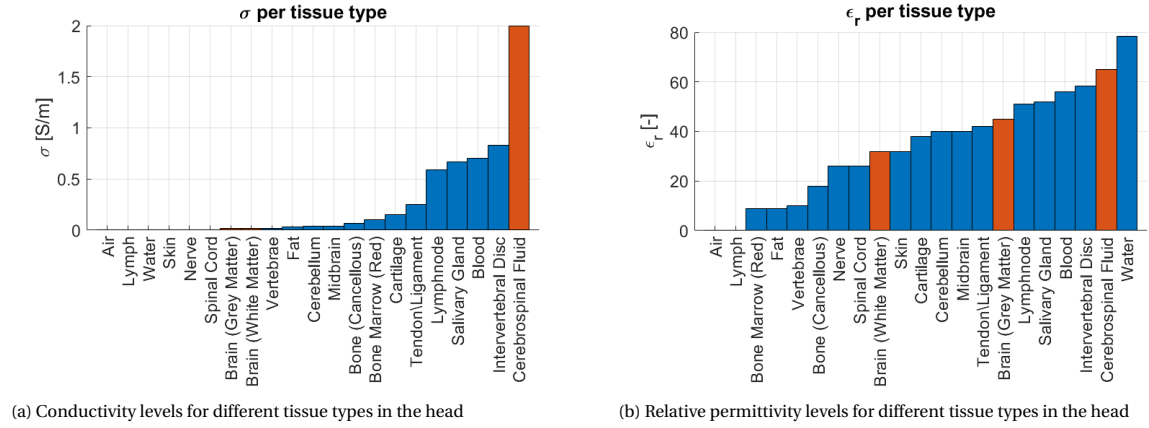 σ per tissue type
2
1.5
1
0.5
0
σ [S/m]
Air
Lymph
Water
Skin
Nerve
Spinal Cord
Brain (Grey Matter)
Brain (White Matter)
Vertebrae
Fat
Cerebellum
Midbrain
Bone (Cancellous)
Bone Marrow (Red)
Cartilage
Tendon\Ligament
Lymphnode
Salivary Gland
Blood
Intervertebral Disc
Cerebrospinal Fluid
(a) Conductivity levels for different tissue types in the head
ϵr per tissue type
80
60
40
20
0
ϵr [-]
Air
Lymph
Bone Marrow (Red)
Fat
Vertebrae
Bone (Cancellous)
Nerve
Spinal Cord
Brain (White Matter)
Skin
Cartilage
Cerebellum
Midbrain
Tendon\Ligament
Brain (Grey Matter)
Lymphnode
Salivary Gland
Blood
Intervertebral Disc
Cerebrospinal Fluid
Water
(b) Relative permittivity levels for different tissue types in the head